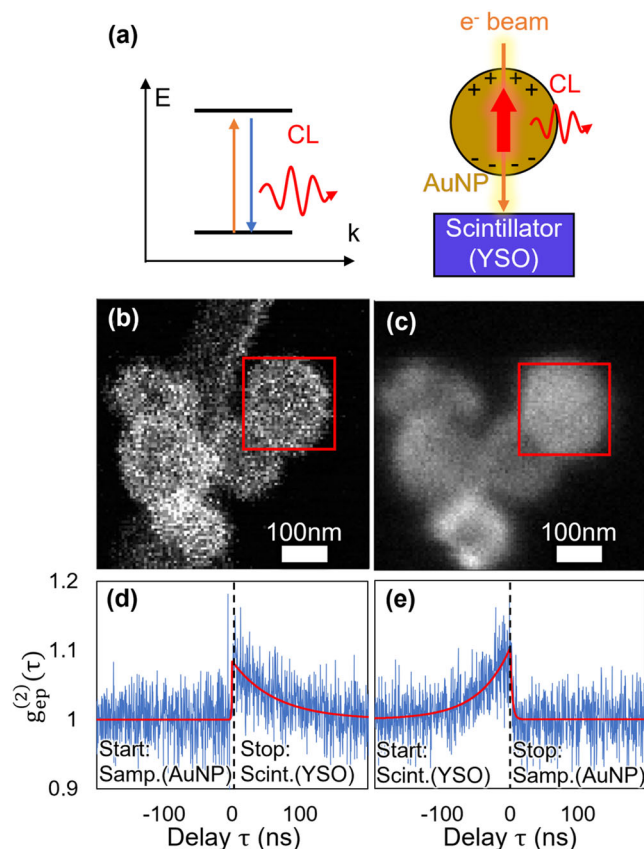 (a)
E
CL
k
e⁻ beam
+ + + +
CL
- - - -
AuNP
Scintillator
(YSO)
(b)
100nm
(c)
100nm
g_ep^(2)(τ)
1.2
1.1
1
0.9
(d)
Start:
Samp.(AuNP)
Stop:
Scint.(YSO)
-100
0
100
Delay τ (ns)
(e)
Start:
Scint.(YSO)
Stop:
Samp.(AuNP)
-100
0
100
Delay τ (ns)